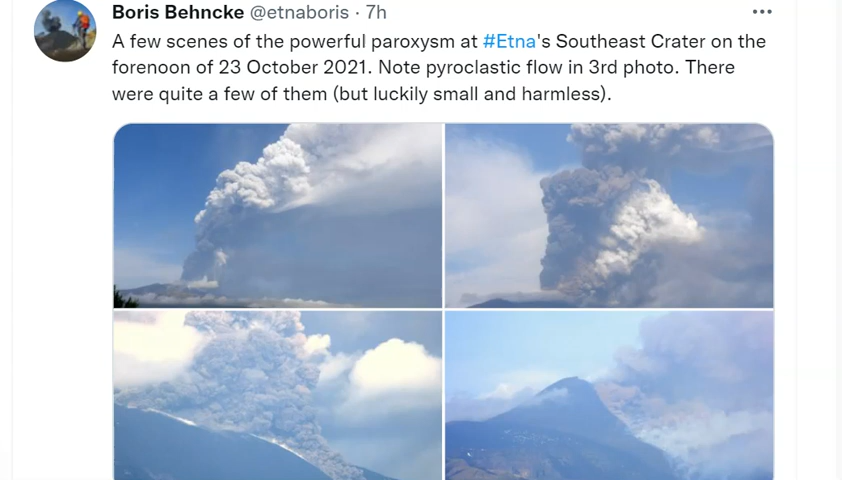 Boris Behncke @etnaboris · 7h
A few scenes of the powerful paroxysm at #Etna's Southeast Crater on the
forenoon of 23 October 2021. Note pyroclastic flow in 3rd photo. There
were quite a few of them (but luckily small and harmless).